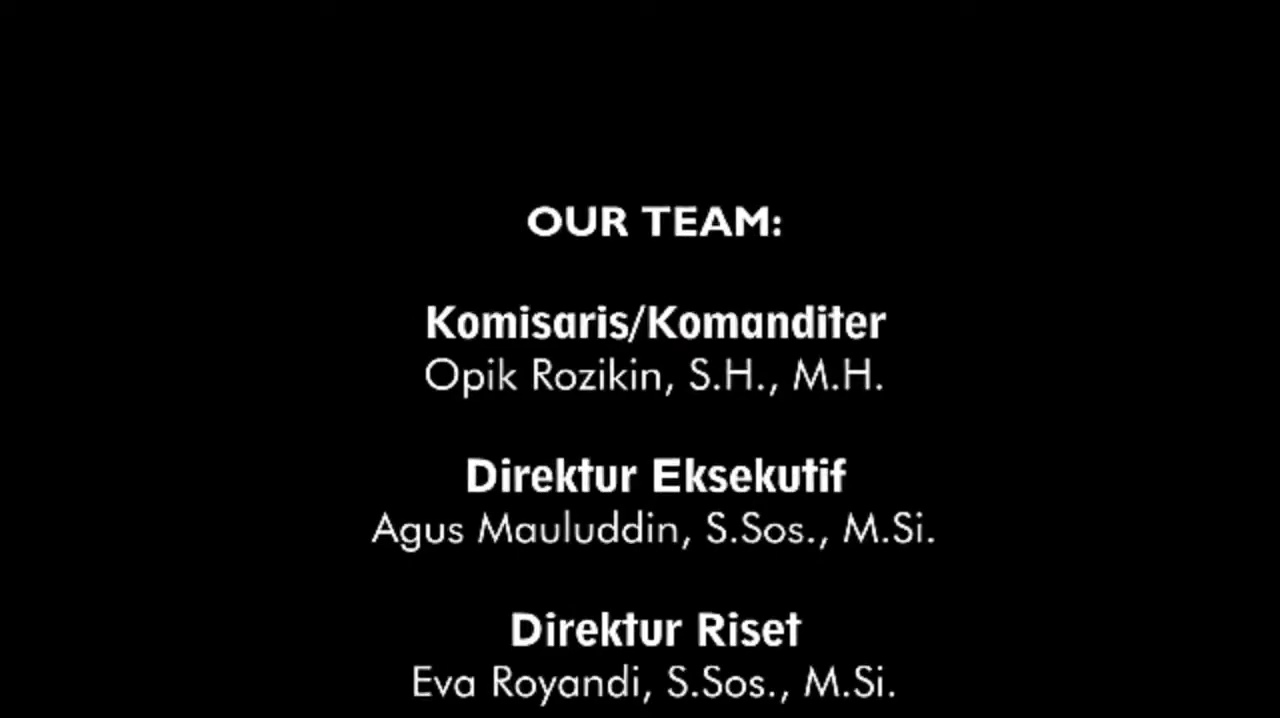 OUR TEAM:
Komisaris/Komanditer
Opik Rozikin, S.H., M.H.
Direktur Eksekutif
Agus Mauluddin, S.Sos., M.Si.
Direktur Riset
Eva Royandi, S.Sos., M.Si.